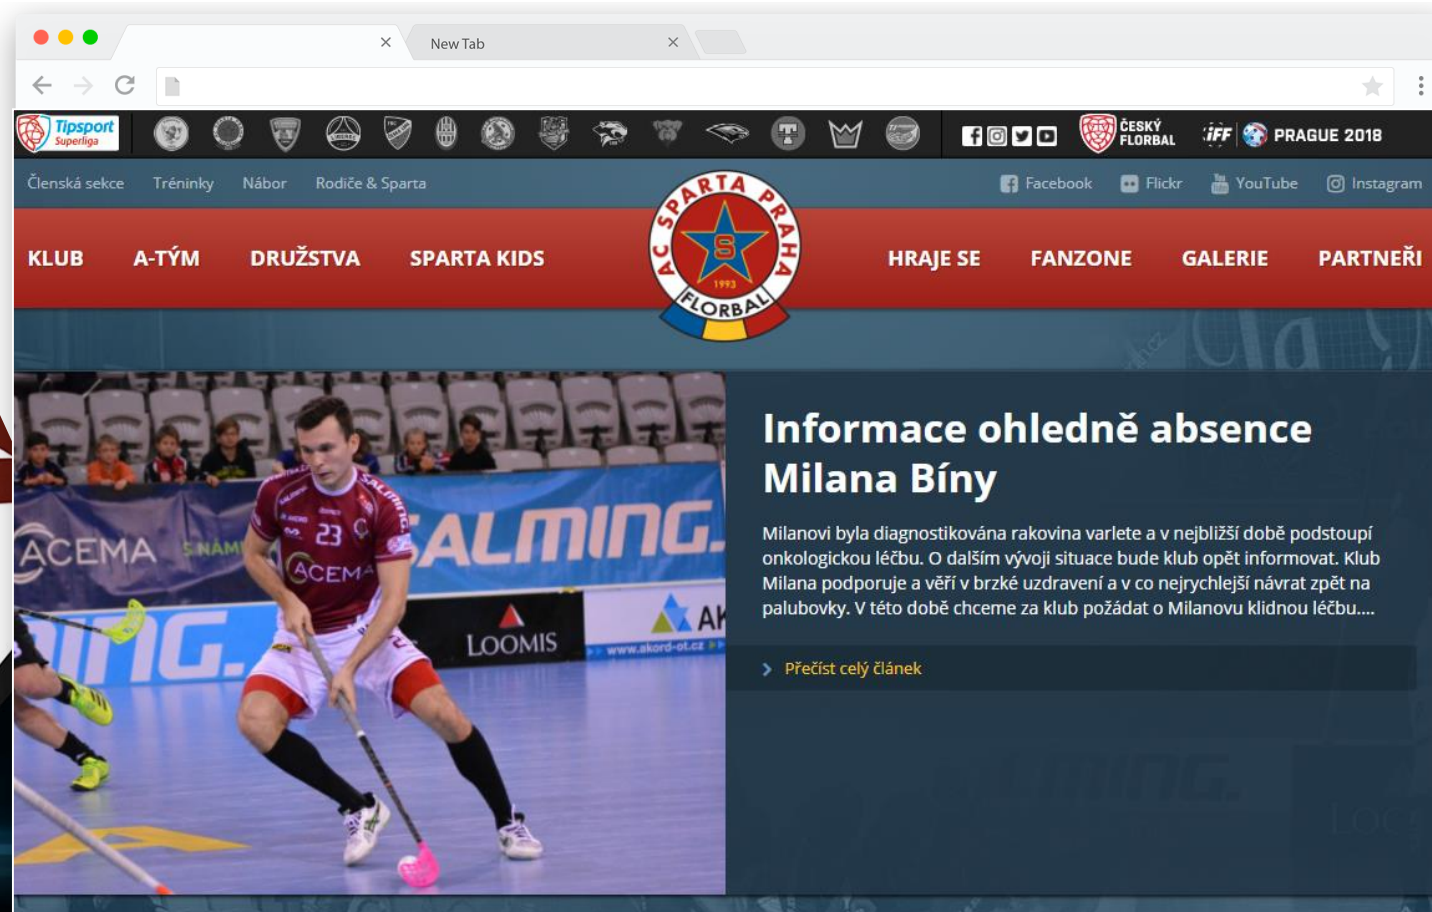 New Tab
Tipsport
Superliga
ČESKÝ
FLORBAL
iFF
PRAGUE 2018
Členská sekce Tréninky Nábor Rodiče & Sparta
Facebook Flickr YouTube Instagram
KLUB A-TÝM DRUŽSTVA SPARTA KIDS
AC SPARTA PRAHA
S
1993
FLORBAL
HRAJE SE FANZONE GALERIE PARTNEŘI
Informace ohledně absence
Milana Bíny
Milanovi byla diagnostikována rakovina varlete a v nejbližší době podstoupí
onkologickou léčbu. O dalším vývoji situace bude klub opět informovat. Klub
Milana podporuje a věří v brzké uzdravení a v co nejrychlejší návrat zpět na
palubovky. V této době chceme za klub požádat o Milanovu klidnou léčbu....
Přečíst celý článek
SALMING
23
ACEMA
ACEMA
SALMING.
LOOMIS
www.akord-ot.cz
MING.